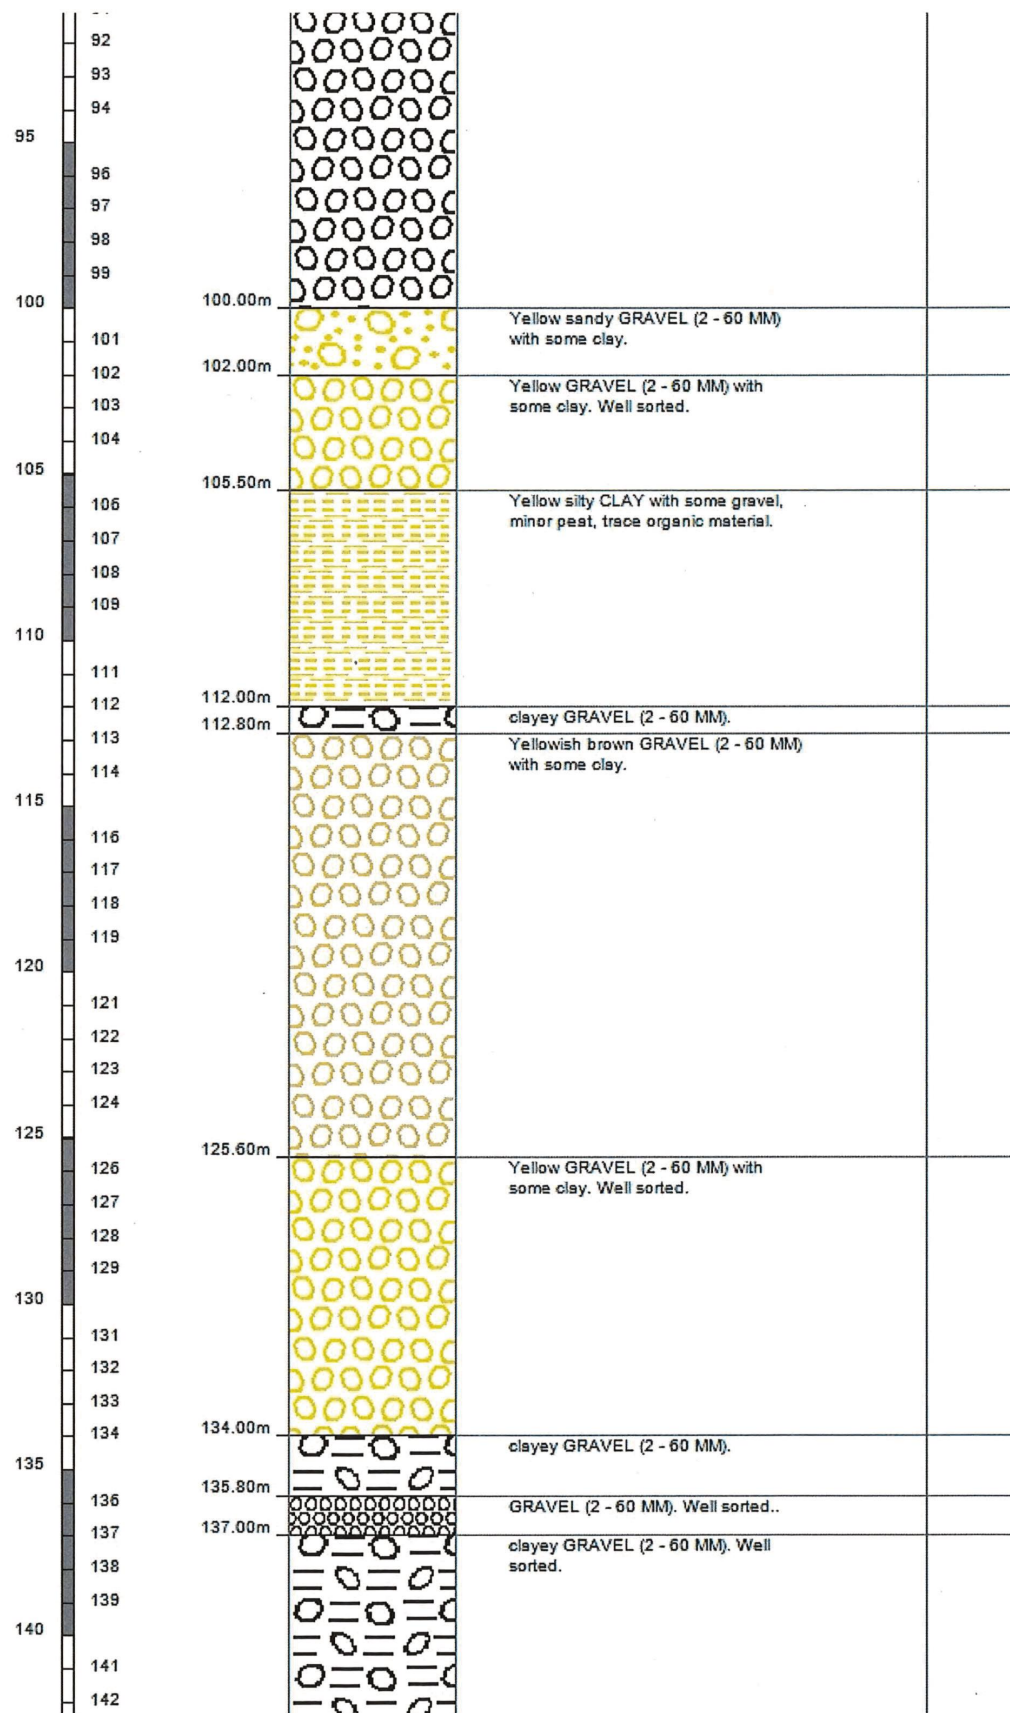 92
93
94
95
96
97
98
99
100
100.00m
Yellow sandy GRAVEL (2 - 60 MM)
with some clay.
101
102.00m
102
Yellow GRAVEL (2 - 60 MM) with
some clay. Well sorted.
103
104
105
105.50m
Yellow silty CLAY with some gravel,
minor peat, trace organic material.
106
107
108
109
110
111
112.00m
112
clayey GRAVEL (2 - 60 MM).
112.80m
113
Yellowish brown GRAVEL (2 - 60 MM)
with some clay.
114
115
116
117
118
119
120
121
122
123
124
125
125.60m
Yellow GRAVEL (2 - 60 MM) with
some clay. Well sorted.
126
127
128
129
130
131
132
133
134.00m
134
clayey GRAVEL (2 - 60 MM).
135
135.80m
136
GRAVEL (2 - 60 MM). Well sorted..
137.00m
137
clayey GRAVEL (2 - 60 MM). Well
sorted.
138
139
140
141
142